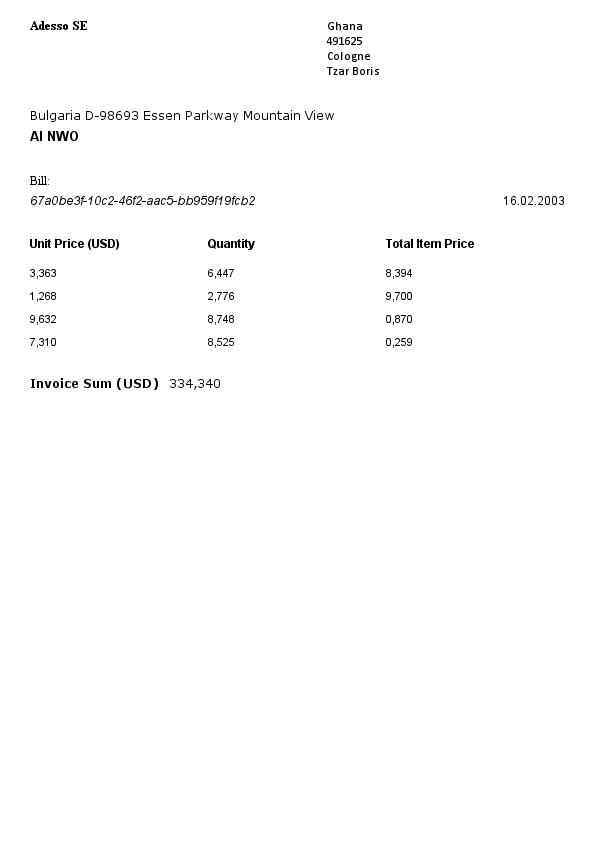 Adesso SE
Ghana
491625
Cologne
Tzar Boris
Bulgaria D-98693 Essen Parkway Mountain View
AI NWO
Bill:
67a0be3f-10c2-46f2-aac5-bb959f19fcb2 16.02.2003
Unit Price (USD) Quantity Total Item Price
3,363 6,447 8,394
1,268 2,776 9,700
9,632 8,748 0,870
7,310 8,525 0,259
Invoice Sum (USD) 334,340